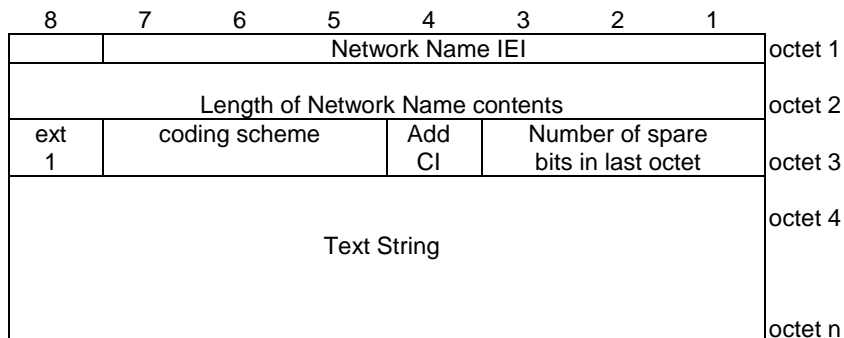 8 7 6 5 4 3 2 1
Network Name IEI octet 1
Length of Network Name contents octet 2
ext coding scheme Add Number of spare
1 CI bits in last octet octet 3
octet 4
Text String
octet n